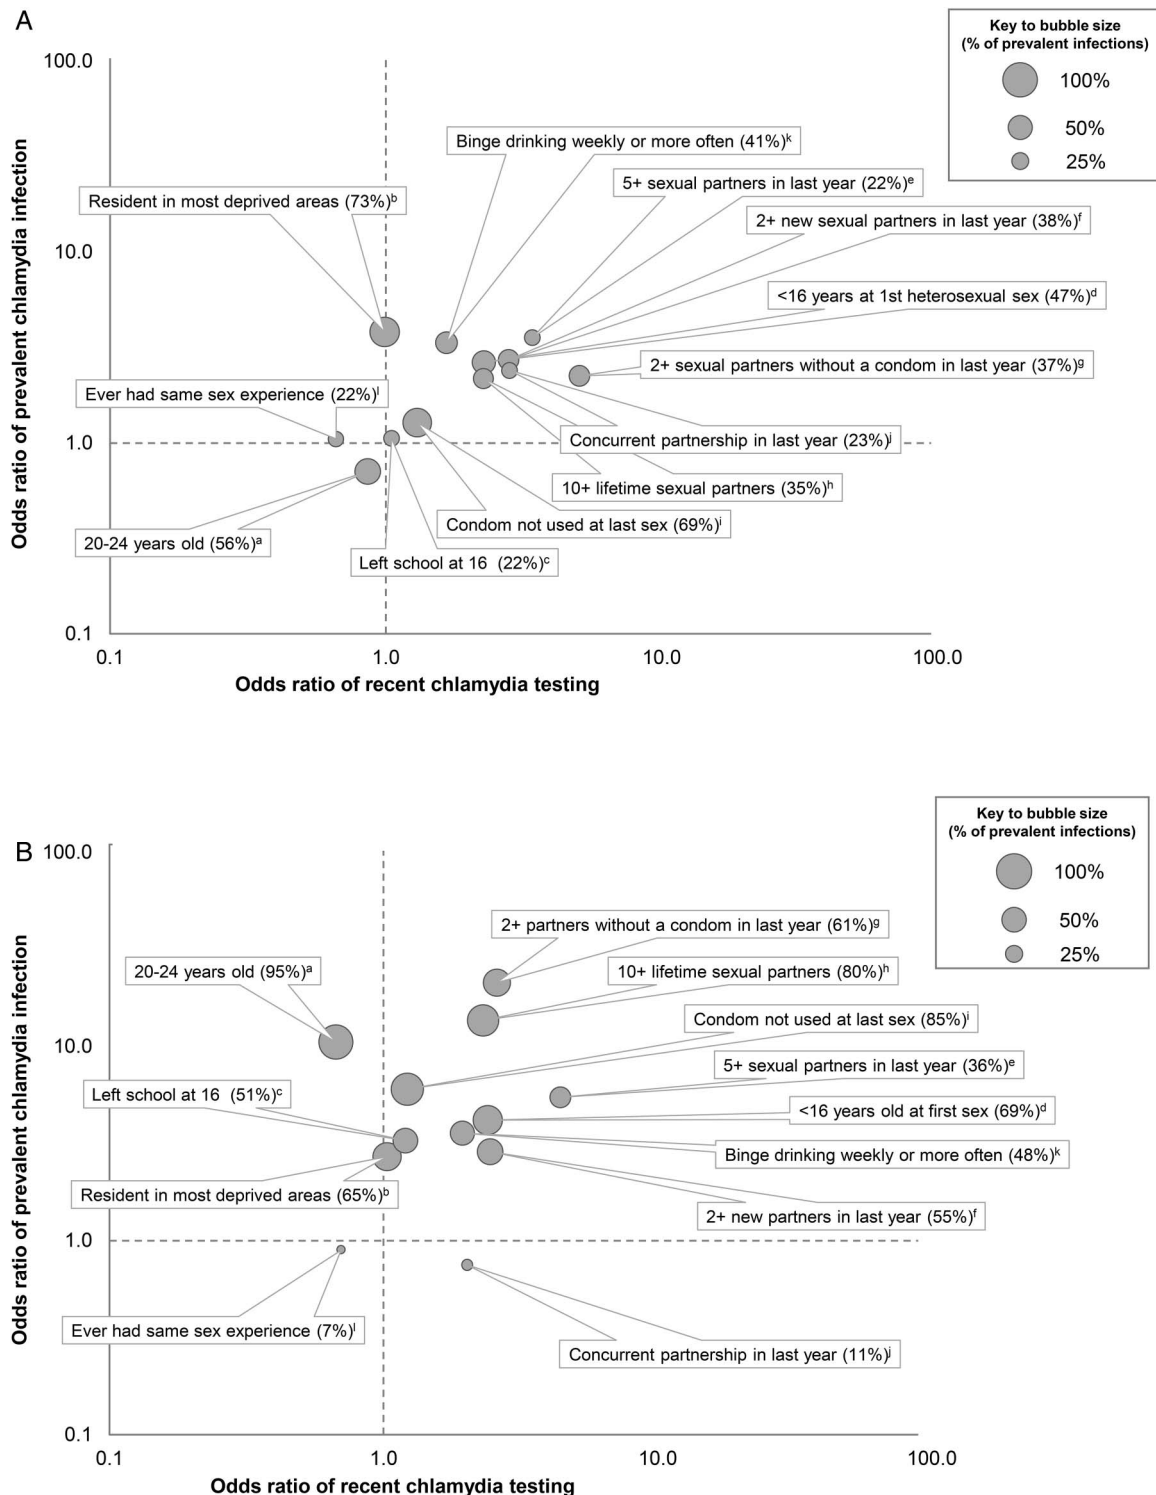 A
Key to bubble size
(% of prevalent infections)
100%
50%
25%
Odds ratio of prevalent chlamydia infection
100.0
10.0
1.0
0.1
Binge drinking weekly or more often (41%)ᵏ
5+ sexual partners in last year (22%)ᵉ
Resident in most deprived areas (73%)ᵇ
2+ new sexual partners in last year (38%)ᶠ
<16 years at 1st heterosexual sex (47%)ᵈ
2+ sexual partners without a condom in last year (37%)ᵍ
Ever had same sex experience (22%)ˡ
Concurrent partnership in last year (23%)ʲ
10+ lifetime sexual partners (35%)ʰ
Condom not used at last sex (69%)ⁱ
20-24 years old (56%)ᵃ
Left school at 16 (22%)ᶜ
0.1
1.0
10.0
100.0
Odds ratio of recent chlamydia testing
B
Key to bubble size
(% of prevalent infections)
100%
50%
25%
Odds ratio of prevalent chlamydia infection
100.0
10.0
1.0
0.1
2+ partners without a condom in last year (61%)ᵍ
20-24 years old (95%)ᵃ
10+ lifetime sexual partners (80%)ʰ
Condom not used at last sex (85%)ⁱ
5+ sexual partners in last year (36%)ᵉ
Left school at 16 (51%)ᶜ
<16 years old at first sex (69%)ᵈ
Binge drinking weekly or more often (48%)ᵏ
Resident in most deprived areas (65%)ᵇ
2+ new partners in last year (55%)ᶠ
Ever had same sex experience (7%)ˡ
Concurrent partnership in last year (11%)ʲ
0.1
1.0
10.0
100.0
Odds ratio of recent chlamydia testing